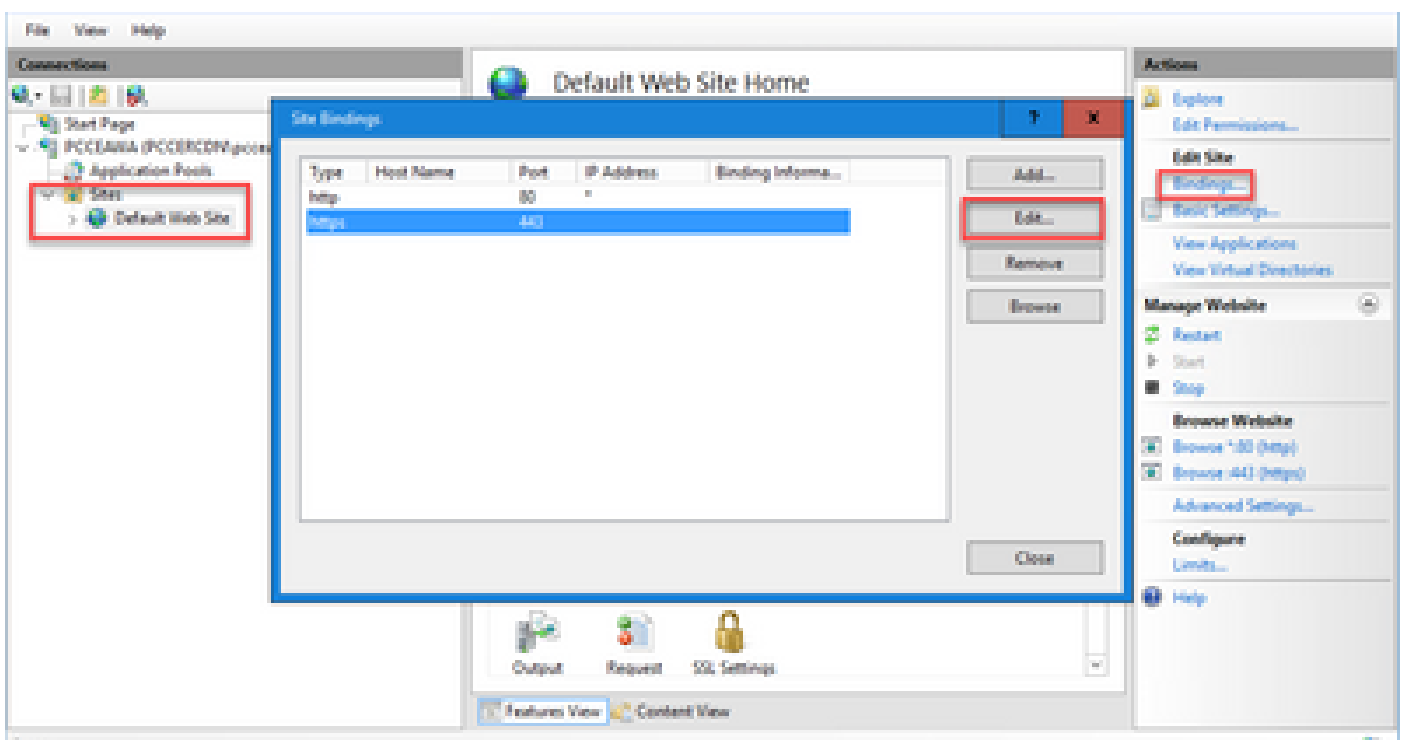 File View Help
Connections
Default Web Site Home
Actions
Start Page
Application Pools
Sites
Default Web Site
Site Bindings
? X
Type Host Name Port IP Address Binding Informa...
http 80 *
https 443
Add...
Edit...
Remove
Browse
Close
Output Request SSL Settings
Features View Content View
Explore
Edit Permissions...
Edit Site
Bindings...
Basic Settings...
View Applications
View Virtual Directories
Manage Website
Restart
Start
Stop
Browse Website
Browse *:80 (http)
Browse :443 (https)
Advanced Settings...
Configure
Limits...
Help